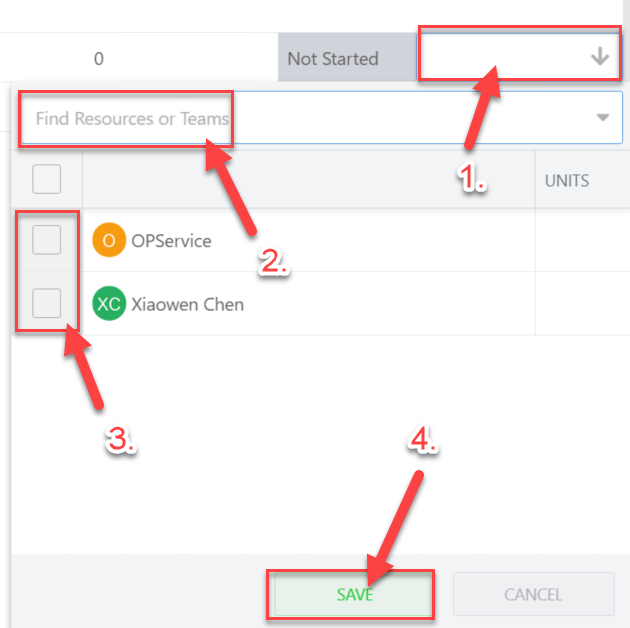 0 Not Started
Find Resources or Teams
1.
UNITS
O OPService
2.
XC Xiaowen Chen
3.
4.
SAVE CANCEL